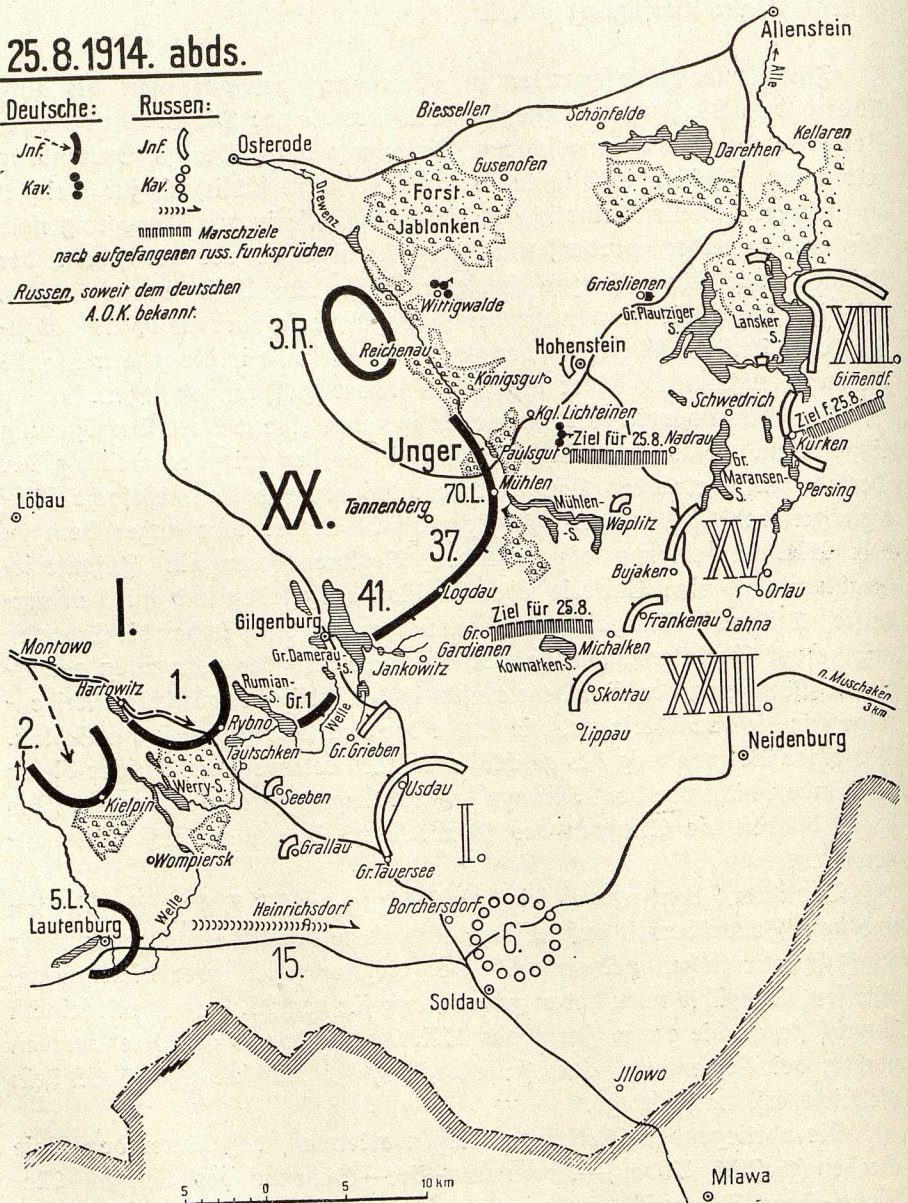 25.8.1914. abds.
Deutsche: Russen:
Jnf. Jnf.
Kav. Kav.
Marschziele
nach aufgefangenen russ. Funksprüchen
Russen, soweit dem deutschen
A.O.K. bekannt.
Allenstein
Alle
Biessellen
Schönfelde
Kellaren
Osterode
Darethen
Gusenofen
Drewenz
Forst
Jablonken
Wittigwalde
Grieslienen
Gr. Plautziger
S.
Lansker
S.
XIII.
Gimendf.
3.R.
Reichenau
Hohenstein
Königsgut
Schwedrich
Ziel f. 25.8.
Kurken
Kgl. Lichteinen
Unger
Paulsgut
Ziel für 25.8. Nadrau
Gr.
Maransen-
S.
Persing
70.L.
Mühlen
XX.
Tannenberg
Mühlen-
-S.
Waplitz
Löbau
37.
Bujaken
XV.
Orlau
I.
41.
Logdau
Gilgenburg
Ziel für 25.8.
Gr.
Gardienen
Frankenau
Lahna
Michalken
Kownatken-S.
Gr. Damerau-
-S.
Jankowitz
Montowo
Hartowitz
1.
Rumian-
S.
Gr.1
Welle
Skottau
XXIII.
n. Muschaken
3 km
2.
Rybno
Tautschken
Gr. Grieben
Lippau
Neidenburg
Werry-S.
Kielpin
Seeben
Usdau
Grallau
I.
Wompiersk
Gr. Tauersee
5.L.
Lautenburg
Welle
Heinrichsdorf
Borchersdorf
6.
15.
Soldau
Jllowo
Mlawa
5 0 5 10 km